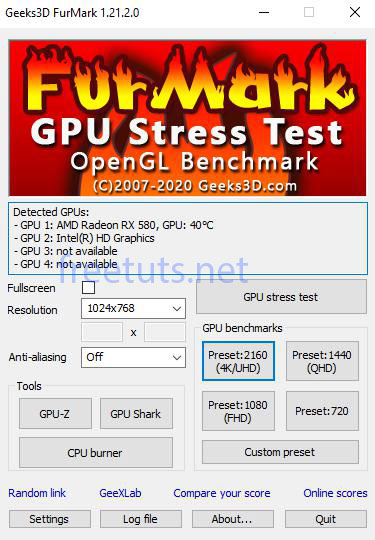 Geeks3D FurMark 1.21.2.0
FurMark
GPU Stress Test
OpenGL Benchmark
(C)2007-2020 Geeks3D.com
Detected GPUs:
- GPU 1: AMD Radeon RX 580, GPU: 40°C
- GPU 2: Intel(R) HD Graphics
- GPU 3: not available
- GPU 4: not available
freetuts.net
Fullscreen
Resolution
1024x768
x
Anti-aliasing
Off
GPU stress test
GPU benchmarks
Preset:2160
(4K/UHD)
Preset:1440
(QHD)
Preset:1080
(FHD)
Preset:720
Custom preset
Tools
GPU-Z
GPU Shark
CPU burner
Random link
GeeXLab
Compare your score
Online scores
Settings
Log file
About...
Quit